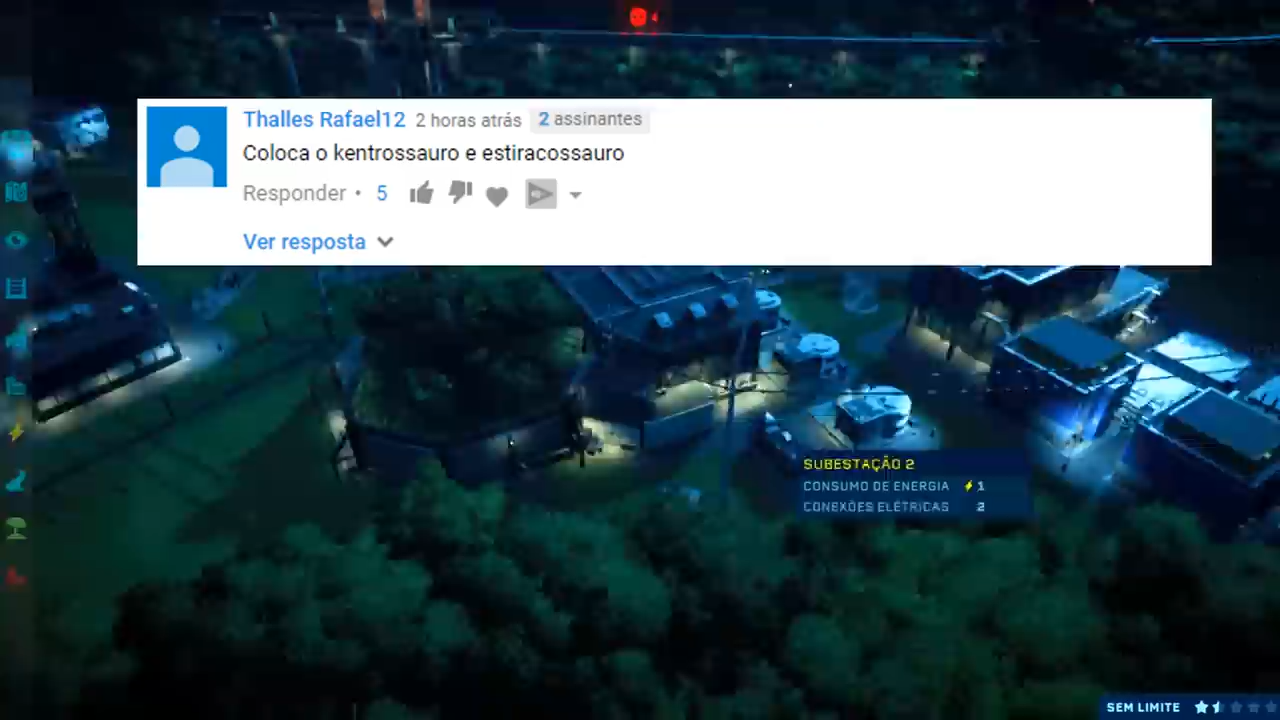 Thalles Rafael12 2 horas atrás 2 assinantes
Coloca o kentrossauro e estiracossauro
Responder • 5
Ver resposta
SUBESTAÇÃO 2
CONSUMO DE ENERGIA 1
CONEXÕES ELÉTRICAS 2
SEM LIMITE